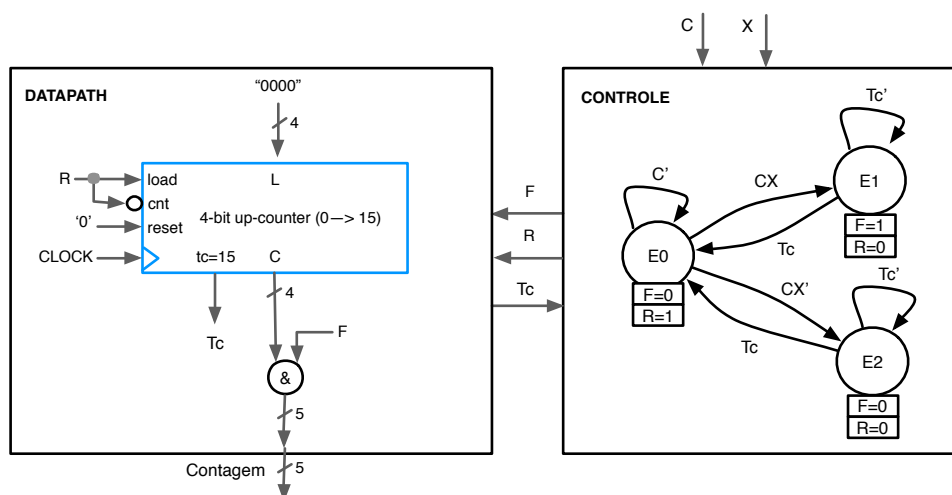 DATAPATH
“0000”
4
R
load
L
cnt
‘0’
reset
4-bit up-counter (0—> 15)
CLOCK
tc=15
C
4
Tc
F
&
5
Contagem
5
F
R
Tc
C
X
CONTROLE
Tc’
C’
CX
E1
F=1
R=0
Tc
E0
F=0
R=1
CX’
Tc’
Tc
E2
F=0
R=0